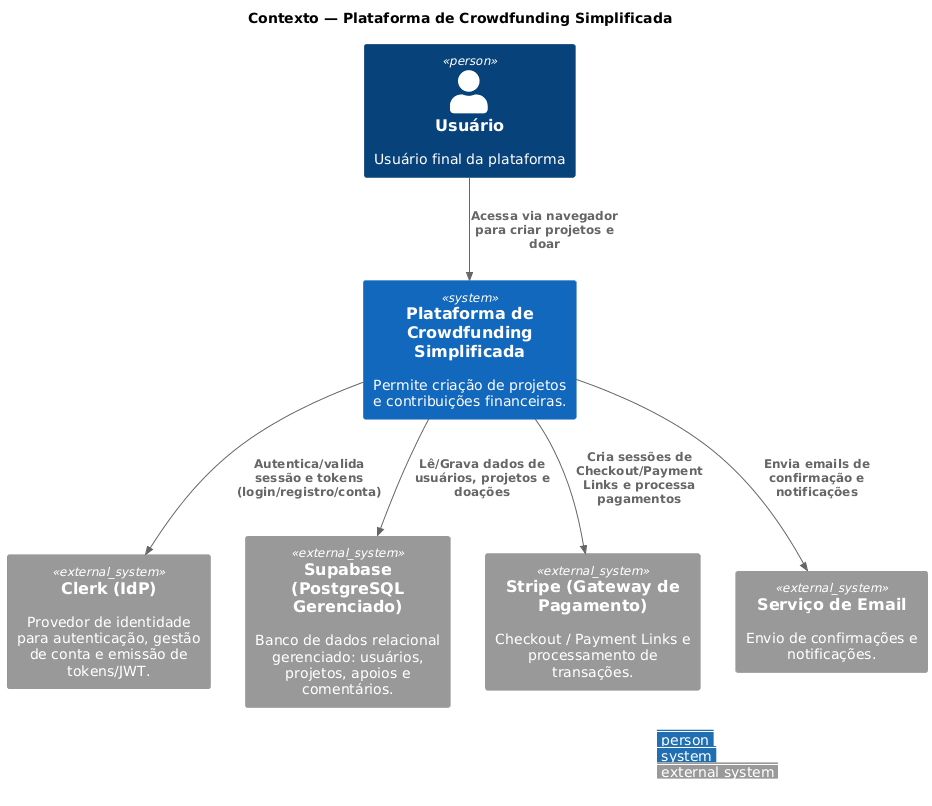 Contexto — Plataforma de Crowdfunding Simplificada
«person»
Usuário
Usuário final da plataforma
Acessa via navegador
para criar projetos e
doar
«system»
Plataforma de
Crowdfunding
Simplificada
Permite criação de projetos
e contribuições financeiras.
Autentica/valida
sessão e tokens
(login/registro/conta)
Lê/Grava dados de
usuários, projetos e
doações
Cria sessões de
Checkout/Payment
Links e processa
pagamentos
Envia emails de
confirmação e
notificações
«external_system»
Clerk (IdP)
Provedor de identidade
para autenticação, gestão
de conta e emissão de
tokens/JWT.
«external_system»
Supabase
(PostgreSQL
Gerenciado)
Banco de dados relacional
gerenciado: usuários,
projetos, apoios e
comentários.
«external_system»
Stripe (Gateway de
Pagamento)
Checkout / Payment Links e
processamento de
transações.
«external_system»
Serviço de Email
Envio de confirmações e
notificações.
person
system
external system